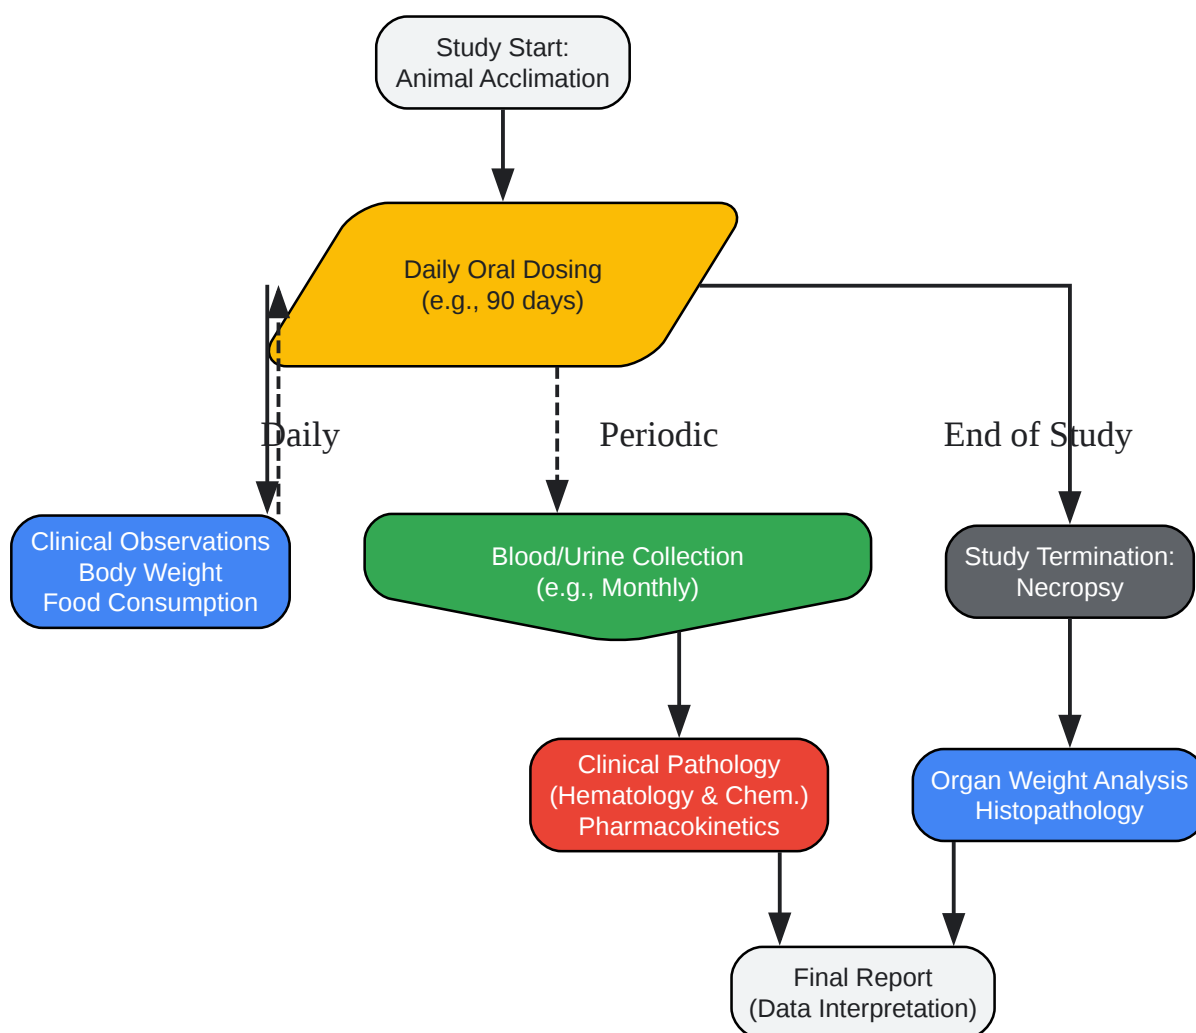 Study Start:
Animal Acclimation
Daily Oral Dosing
(e.g., 90 days)
Daily
Periodic
End of Study
Clinical Observations
Body Weight
Food Consumption
Blood/Urine Collection
(e.g., Monthly)
Study Termination:
Necropsy
Clinical Pathology
(Hematology & Chem.)
Pharmacokinetics
Organ Weight Analysis
Histopathology
Final Report
(Data Interpretation)